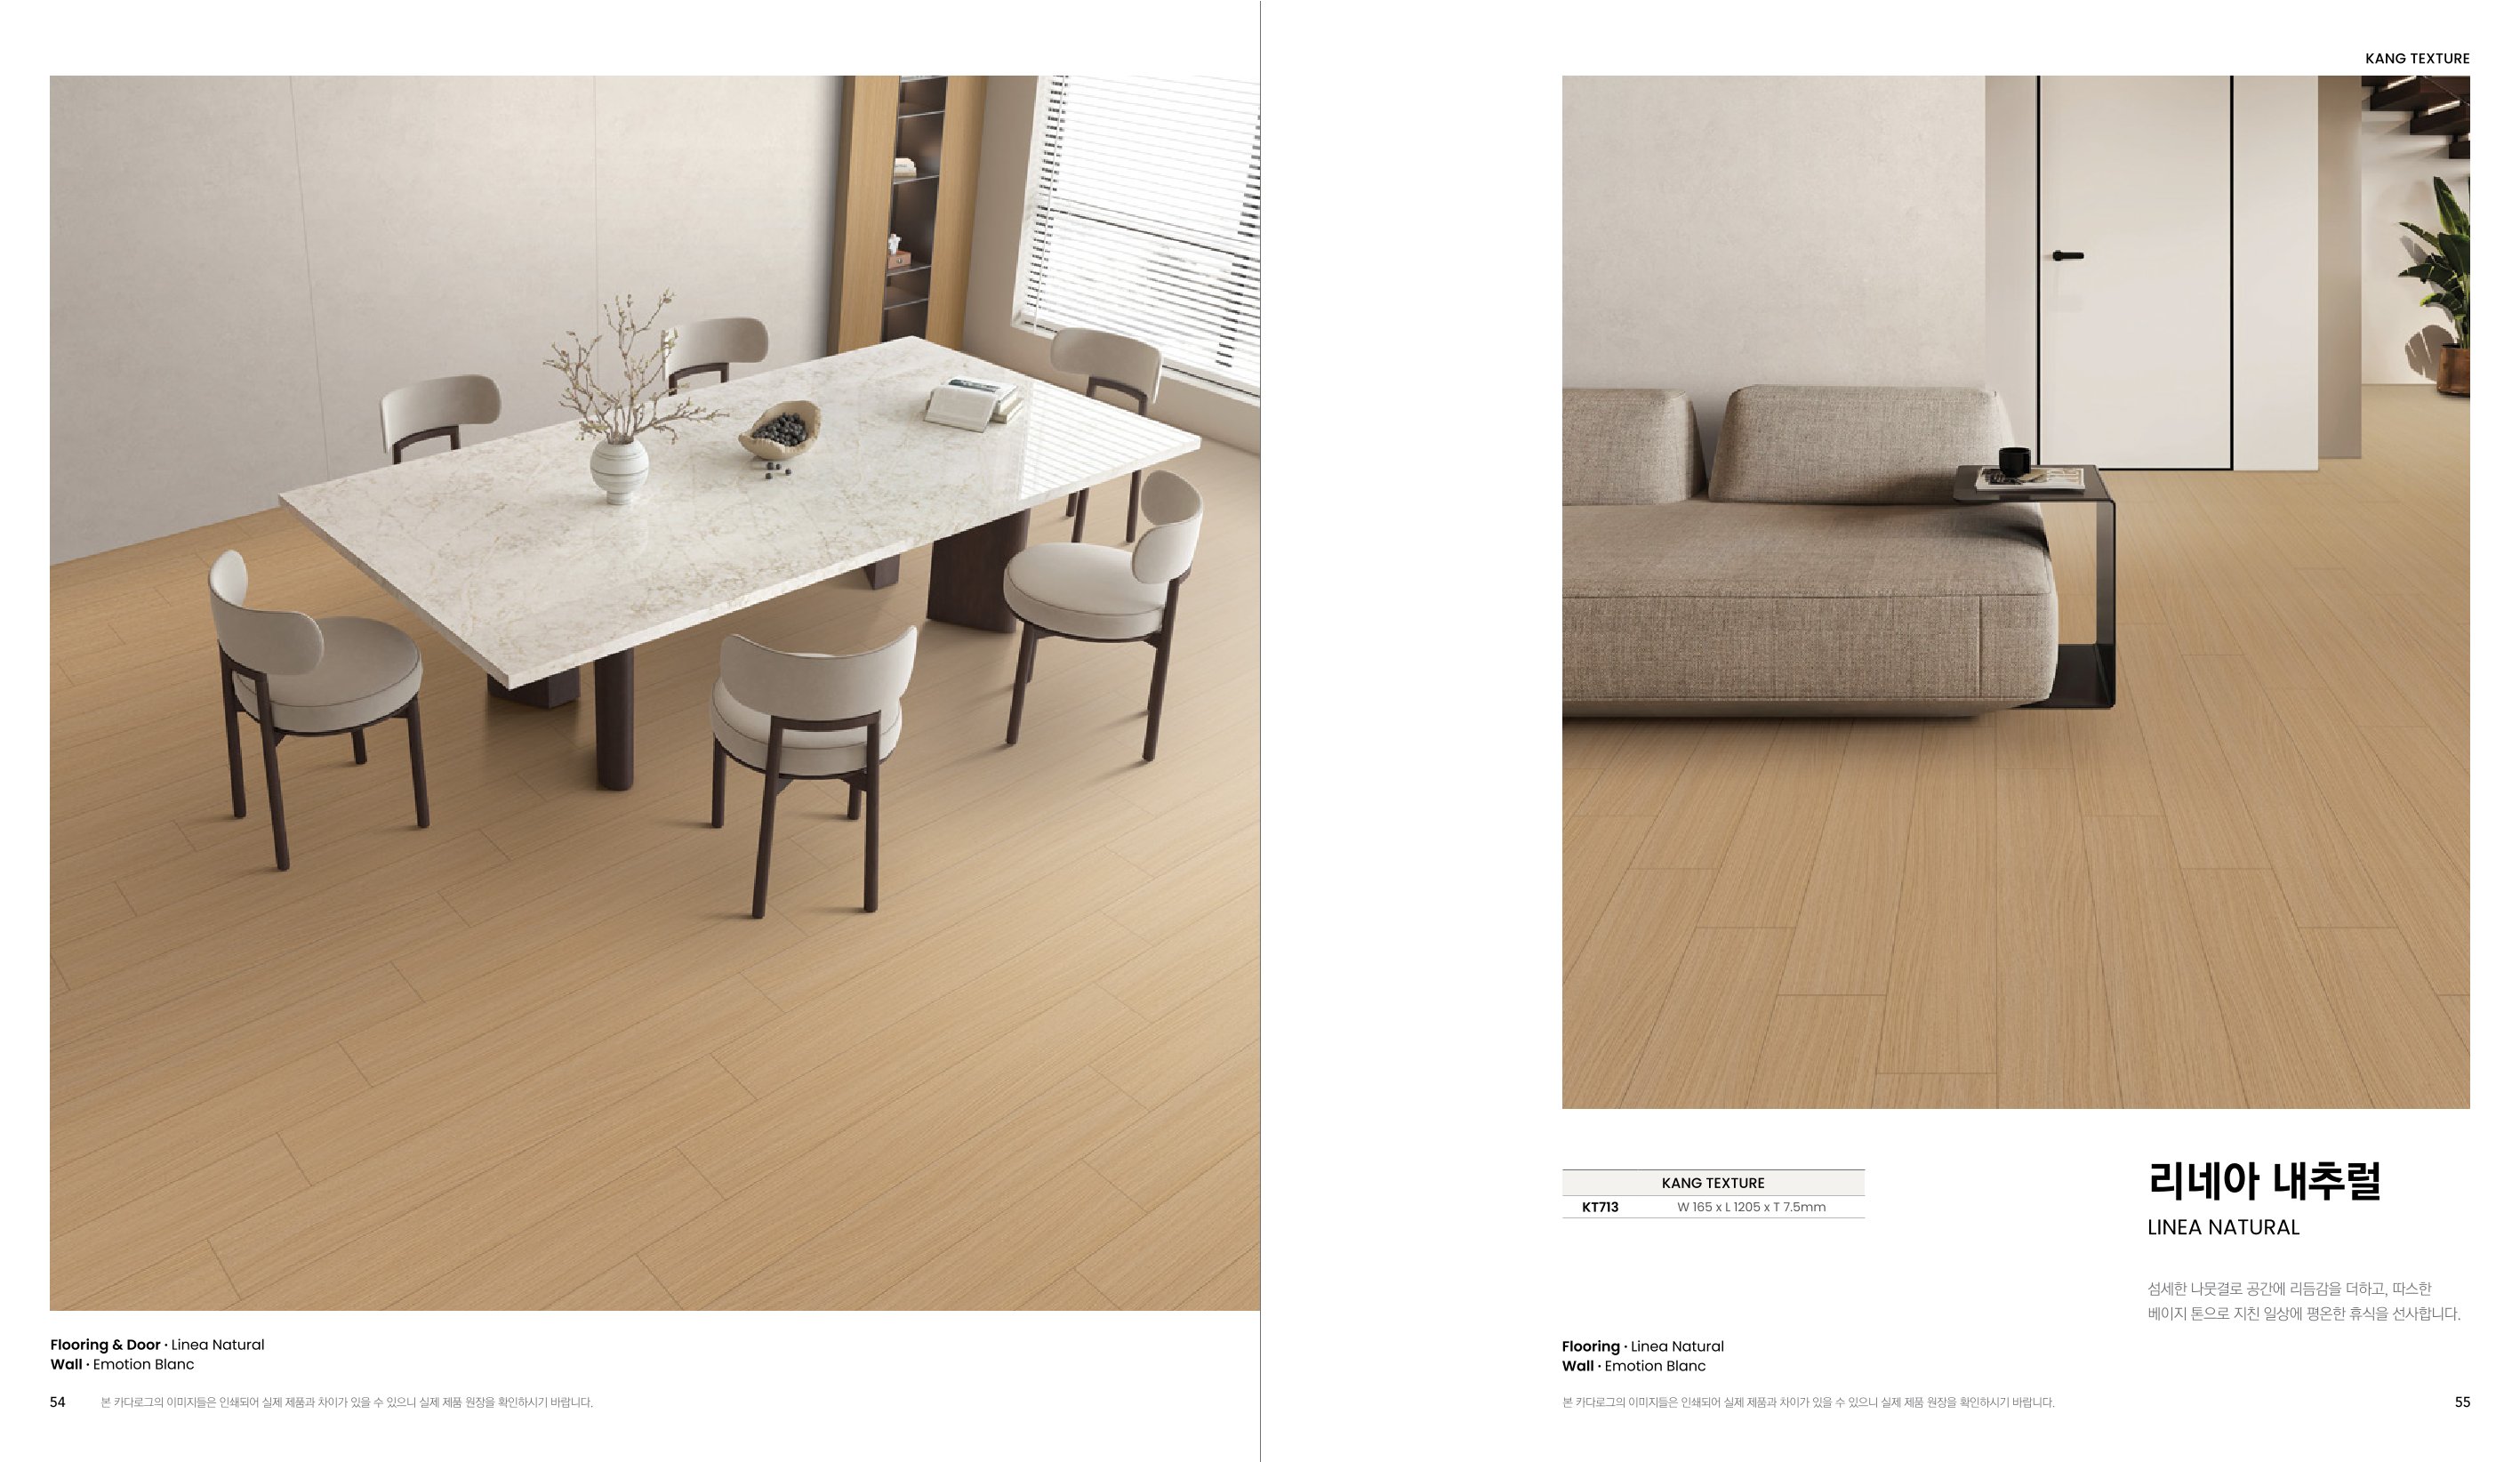 Flooring & Door · Linea Natural
Wall · Emotion Blanc
54 본 카다로그의 이미지들은 인쇄되어 실제 제품과 차이가 있을 수 있으니 실제 제품 원장을 확인하시기 바랍니다.
KANG TEXTURE
KANG TEXTURE
KT713 W 165 x L 1205 x T 7.5mm
리네아 내추럴
LINEA NATURAL
섬세한 나뭇결로 공간에 리듬감을 더하고, 따스한
베이지 톤으로 지친 일상에 평온한 휴식을 선사합니다.
Flooring · Linea Natural
Wall · Emotion Blanc
본 카다로그의 이미지들은 인쇄되어 실제 제품과 차이가 있을 수 있으니 실제 제품 원장을 확인하시기 바랍니다. 55